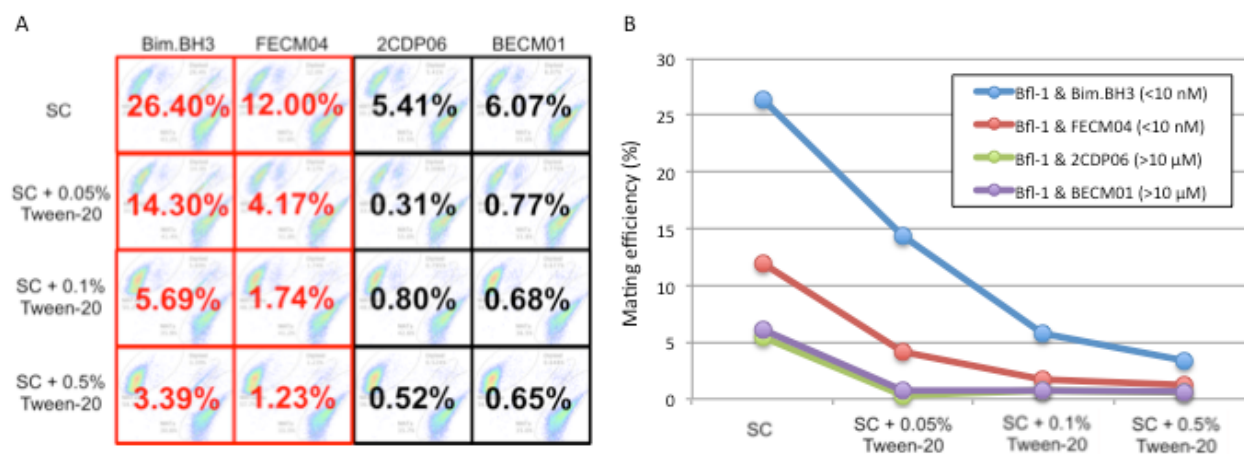 A
Bim.BH3 FECM04 2CDP06 BECM01
SC
26.40% 12.00% 5.41% 6.07%
SC + 0.05%
Tween-20
14.30% 4.17% 0.31% 0.77%
SC + 0.1%
Tween-20
5.69% 1.74% 0.80% 0.68%
SC + 0.5%
Tween-20
3.39% 1.23% 0.52% 0.65%
B
Mating efficiency (%)
30
25
20
15
10
5
0
Bfl-1 & Bim.BH3 (<10 nM)
Bfl-1 & FECM04 (<10 nM)
Bfl-1 & 2CDP06 (>10 μM)
Bfl-1 & BECM01 (>10 μM)
SC
SC + 0.05%
Tween-20
SC + 0.1%
Tween-20
SC + 0.5%
Tween-20